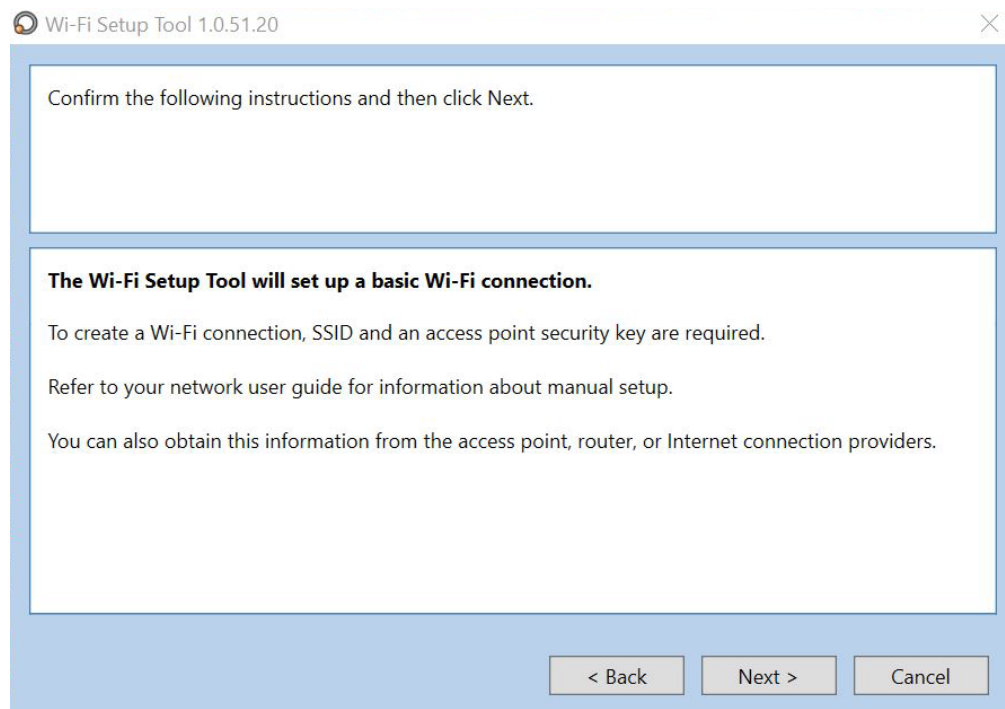 Wi-Fi Setup Tool 1.0.51.20
Confirm the following instructions and then click Next.
The Wi-Fi Setup Tool will set up a basic Wi-Fi connection.
To create a Wi-Fi connection, SSID and an access point security key are required.
Refer to your network user guide for information about manual setup.
You can also obtain this information from the access point, router, or Internet connection providers.
< Back
Next >
Cancel